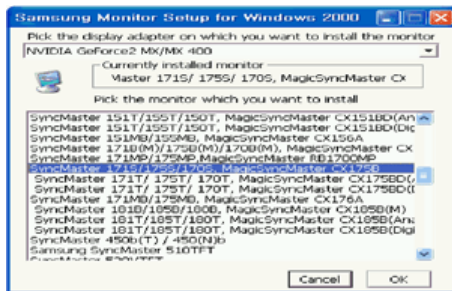 Samsung Monitor Setup for Windows 2000
Pick the display adapter on which you want to install the monitor
NVIDIA GeForce2 MX/MX 400
Currently installed monitor
Master 171S/ 175S/ 170S, MagicSyncMaster CX
Pick the monitor which you want to install
SyncMaster 151T/155T/150T, MagicSyncMaster CX151BD(An
SyncMaster 151T/155T/150T, MagicSyncMaster CX151BD(Dig
SyncMaster 151MB/155MB, MagicSyncMaster CX156A
SyncMaster 171B(M)/175B(M)/170B(M), MagicSyncMaster CX
SyncMaster 171MP/175MP,MagicSyncMaster RB1700MP
SyncMaster 171S/175S/170S, MagicSyncMaster CX175B
SyncMaster 171T/ 175T/ 170T, MagicSyncMaster CX175BD(
SyncMaster 171T/ 175T/ 170T, MagicSyncMaster CX175BD(
SyncMaster 171MB/175MB, MagicSyncMaster CX176A
SyncMaster 181B/185B/180B, MagicSyncMaster CX185B(M)
SyncMaster 181T/185T/180T, MagicSyncMaster CX185BD(Ana
SyncMaster 181T/185T/180T, MagicSyncMaster CX185B(Digi
SyncMaster 450b(T) / 450(N)b
Samsung SyncMaster 510TFT
Cancel OK